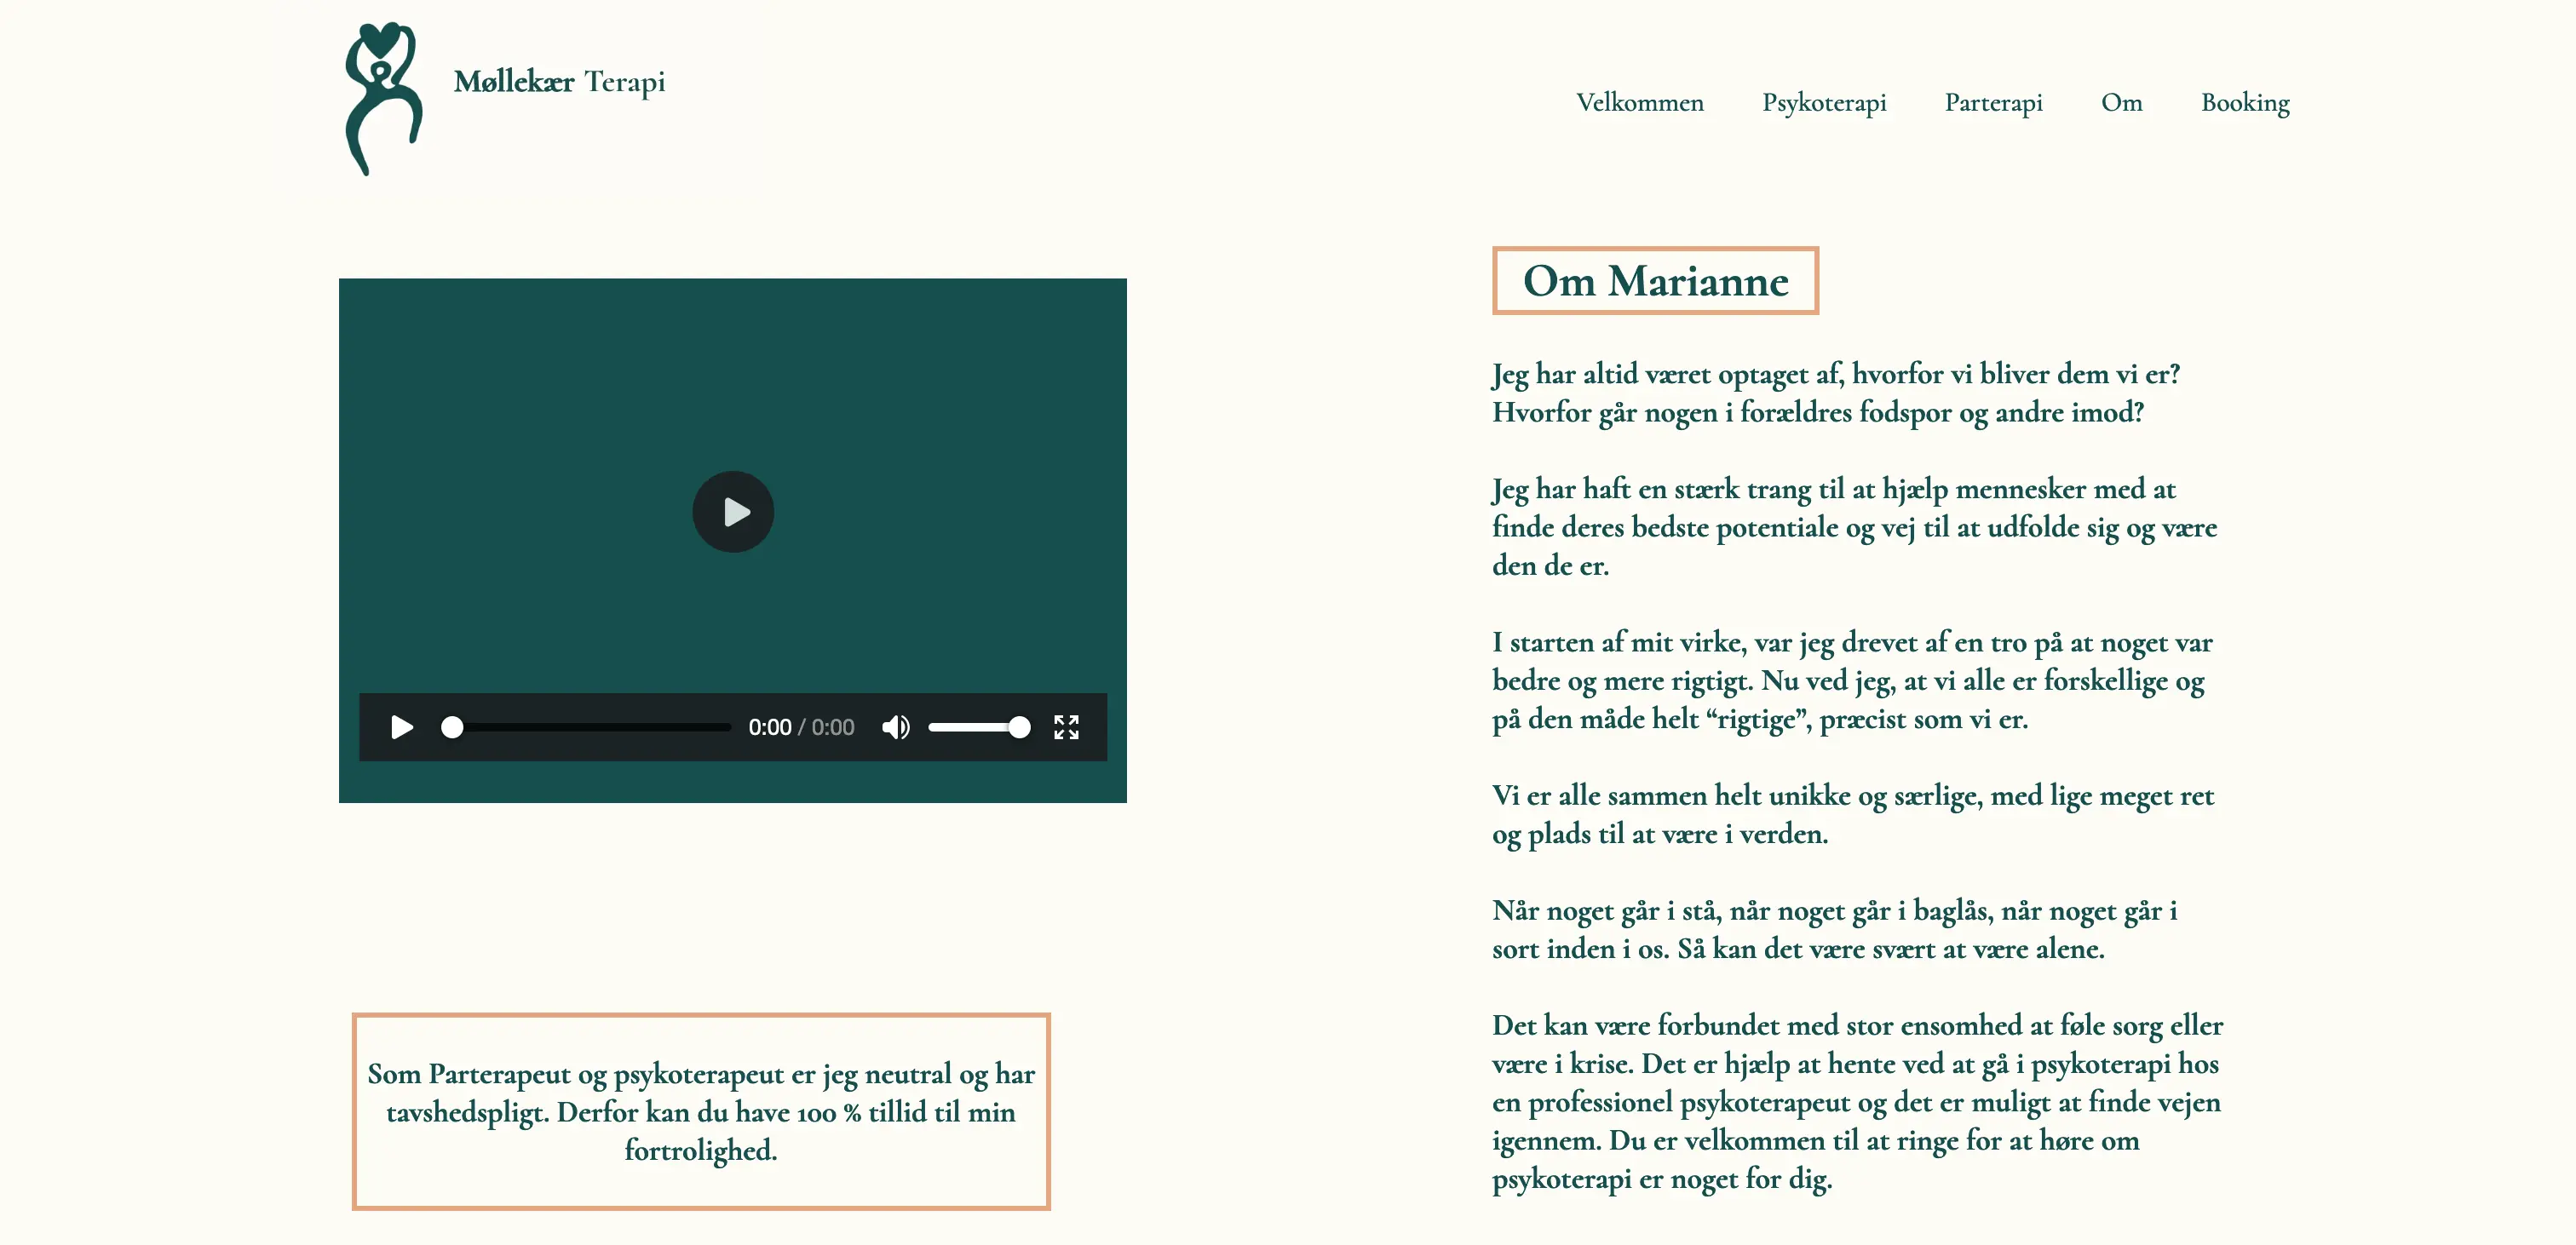 Møllekær Terapi
Velkommen
Psykoterapi
Parterapi
Om
Booking
0:00 / 0:00
Som Parterapeut og psykoterapeut er jeg neutral og har
tavshedspligt. Derfor kan du have 100 % tillid til min
fortrolighed.
Om Marianne
Jeg har altid været optaget af, hvorfor vi bliver dem vi er?
Hvorfor går nogen i forældres fodspor og andre imod?
Jeg har haft en stærk trang til at hjælp mennesker med at
finde deres bedste potentiale og vej til at udfolde sig og være
den de er.
I starten af mit virke, var jeg drevet af en tro på at noget var
bedre og mere rigtigt. Nu ved jeg, at vi alle er forskellige og
på den måde helt “rigtige”, præcist som vi er.
Vi er alle sammen helt unikke og særlige, med lige meget ret
og plads til at være i verden.
Når noget går i stå, når noget går i baglås, når noget går i
sort inden i os. Så kan det være svært at være alene.
Det kan være forbundet med stor ensomhed at føle sorg eller
være i krise. Det er hjælp at hente ved at gå i psykoterapi hos
en professionel psykoterapeut og det er muligt at finde vejen
igennem. Du er velkommen til at ringe for at høre om
psykoterapi er noget for dig.